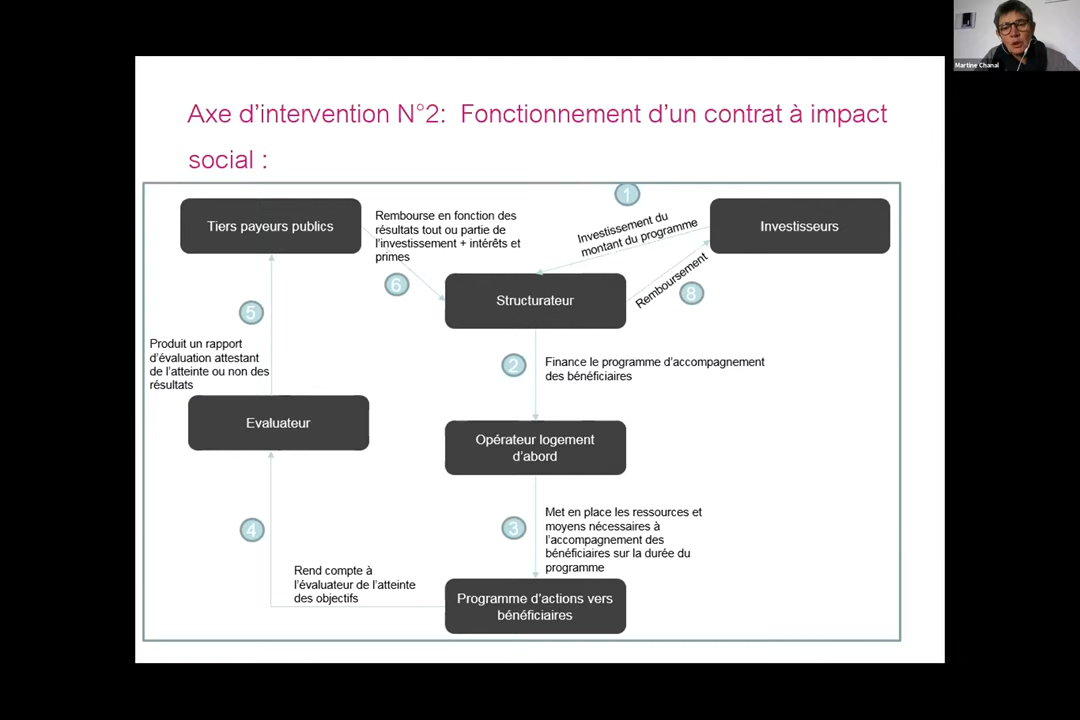 Martine Chanal
Axe d'intervention N°2:  Fonctionnement d'un contrat à impact
social :
1
Tiers payeurs publics
Rembourse en fonction des
résultats tout ou partie de
l'investissement + intérêts et
primes
Investissement du
montant du programme
Investisseurs
6
Structurateur
Remboursement
8
5
Produit un rapport
d'évaluation attestant
de l'atteinte ou non des
résultats
2
Finance le programme d'accompagnement
des bénéficiaires
Evaluateur
Opérateur logement
d'abord
4
3
Met en place les ressources et
moyens nécessaires à
l'accompagnement des
bénéficiaires sur la durée du
programme
Rend compte à
l'évaluateur de l'atteinte
des objectifs
Programme d'actions vers
bénéficiaires